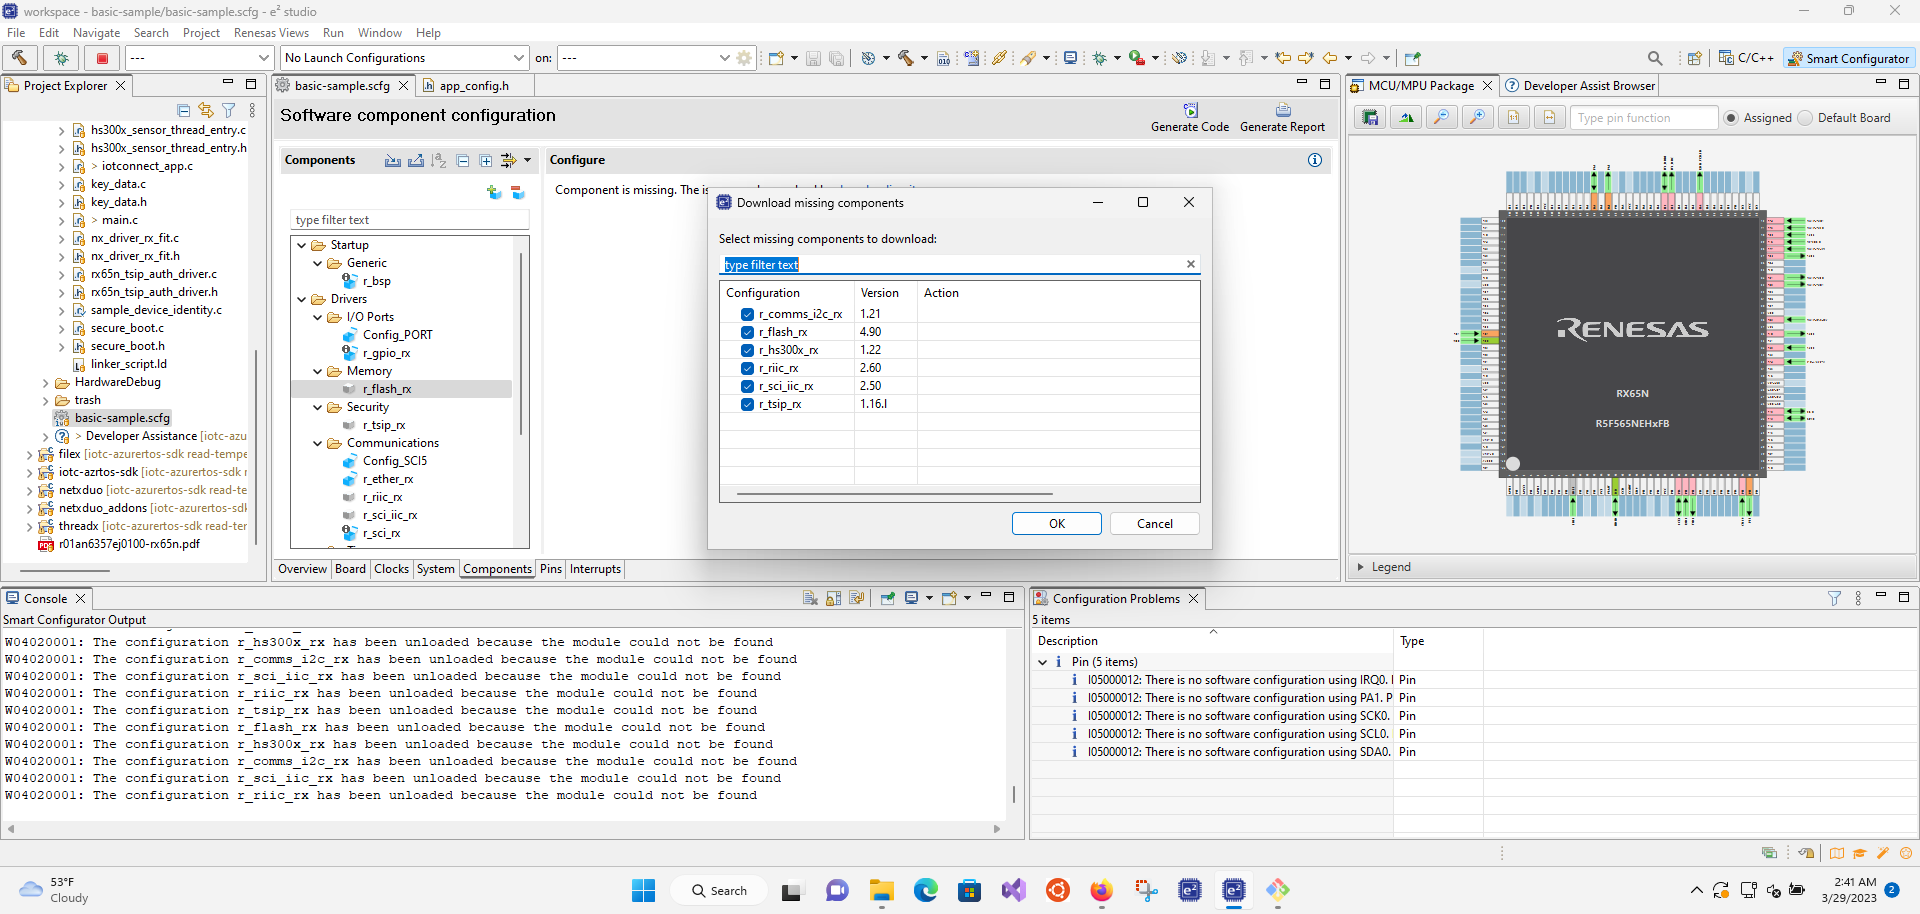 workspace - basic-sample/basic-sample.scfg - e² studio
File Edit Navigate Search Project Renesas Views Run Window Help
--- No Launch Configurations on: ---
C/C++ Smart Configurator
Project Explorer
hs300x_sensor_thread_entry.c
hs300x_sensor_thread_entry.h
> iotconnect_app.c
key_data.c
key_data.h
> main.c
nx_driver_rx_fit.c
nx_driver_rx_fit.h
rx65n_tsip_auth_driver.c
rx65n_tsip_auth_driver.h
sample_device_identity.c
secure_boot.c
secure_boot.h
linker_script.ld
HardwareDebug
trash
basic-sample.scfg
> Developer Assistance [iotc-azu
filex [iotc-azurertos-sdk read-tempe
iotc-azrtos-sdk [iotc-azurertos-sdk r
netxduo [iotc-azurertos-sdk read-te
netxduo_addons [iotc-azurertos-sdk
threadx [iotc-azurertos-sdk read-ter
r01an6357ej0100-rx65n.pdf
basic-sample.scfg app_config.h
Software component configuration
Generate Code Generate Report
Components
type filter text
Startup
Generic
r_bsp
Drivers
I/O Ports
Config_PORT
r_gpio_rx
Memory
r_flash_rx
Security
r_tsip_rx
Communications
Config_SCI5
r_ether_rx
r_riic_rx
r_sci_iic_rx
r_sci_rx
Configure
Component is missing. The is
Overview Board Clocks System Components Pins Interrupts
Download missing components
Select missing components to download:
type filter text
Configuration Version Action
r_comms_i2c_rx 1.21
r_flash_rx 4.90
r_hs300x_rx 1.22
r_riic_rx 2.60
r_sci_iic_rx 2.50
r_tsip_rx 1.16.l
OK Cancel
MCU/MPU Package Developer Assist Browser
Type pin function Assigned Default Board
RENESAS
RX65N
R5F565NEHxFB
Legend
Console
Smart Configurator Output
W04020001: The configuration r_hs300x_rx has been unloaded because the module could not be found
W04020001: The configuration r_comms_i2c_rx has been unloaded because the module could not be found
W04020001: The configuration r_sci_iic_rx has been unloaded because the module could not be found
W04020001: The configuration r_riic_rx has been unloaded because the module could not be found
W04020001: The configuration r_tsip_rx has been unloaded because the module could not be found
W04020001: The configuration r_flash_rx has been unloaded because the module could not be found
W04020001: The configuration r_hs300x_rx has been unloaded because the module could not be found
W04020001: The configuration r_comms_i2c_rx has been unloaded because the module could not be found
W04020001: The configuration r_sci_iic_rx has been unloaded because the module could not be found
W04020001: The configuration r_riic_rx has been unloaded because the module could not be found
Configuration Problems
5 items
Description Type
Pin (5 items)
I05000012: There is no software configuration using IRQ0. Pin
I05000012: There is no software configuration using PA1. P Pin
I05000012: There is no software configuration using SCK0. Pin
I05000012: There is no software configuration using SCL0. Pin
I05000012: There is no software configuration using SDA0. Pin
53°F
Cloudy
Search
2:41 AM
3/29/2023
2